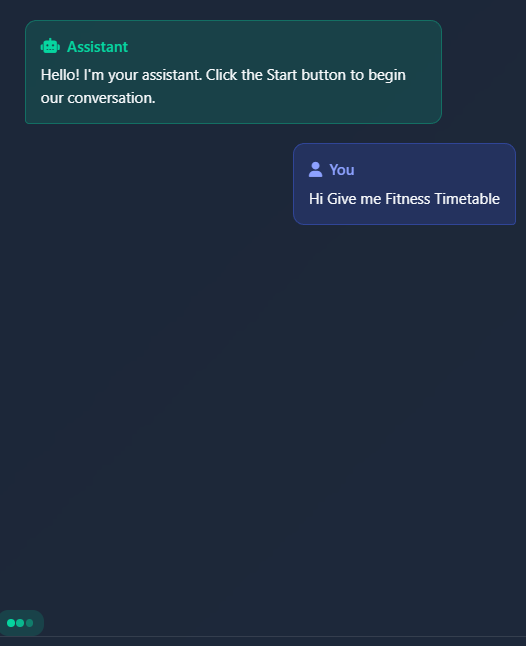 Assistant
Hello! I'm your assistant. Click the Start button to begin
our conversation.
You
Hi Give me Fitness Timetable